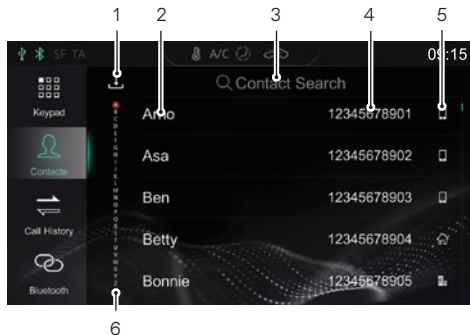 1 2 3 4 5
SF TA A/C 09:15
Contact Search
Keypad
Arno 12345678901
Contacts
Asa 12345678902
Ben 12345678903
Call History
Betty 12345678904
Bluetooth
Bonnie 12345678905
A
B
C
D
E
F
G
H
I
J
K
L
M
N
O
P
Q
R
S
T
U
V
W
X
Y
Z
6